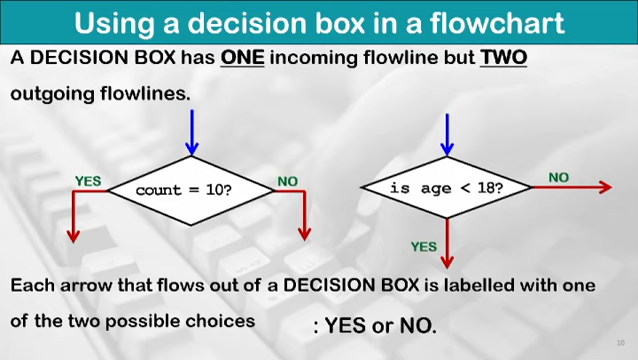 Using a decision box in a flowchart
A DECISION BOX has ONE incoming flowline but TWO
outgoing flowlines.
YES
count = 10?
NO
is age < 18?
NO
YES
Each arrow that flows out of a DECISION BOX is labelled with one
of the two possible choices : YES or NO.
10